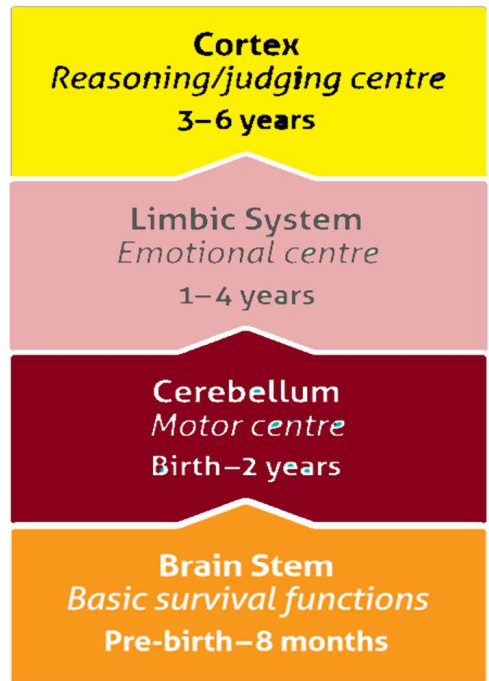 Cortex
Reasoning/judging centre
3–6 years
Limbic System
Emotional centre
1–4 years
Cerebellum
Motor centre
Birth–2 years
Brain Stem
Basic survival functions
Pre-birth–8 months